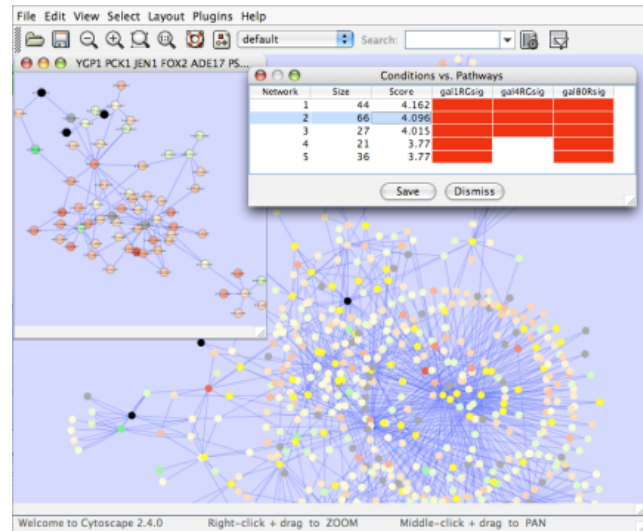 File Edit View Select Layout Plugins Help
default Search:
YGP1 PCK1 JEN1 FOX2 ADE17 PS...
Conditions vs. Pathways
Network Size Score gal1RGsig gal4RGsig gal80Rsig
1 44 4.162
2 66 4.096
3 27 4.015
4 21 3.77
5 36 3.77
Save Dismiss
Welcome to Cytoscape 2.4.0 Right-click + drag to ZOOM Middle-click + drag to PAN